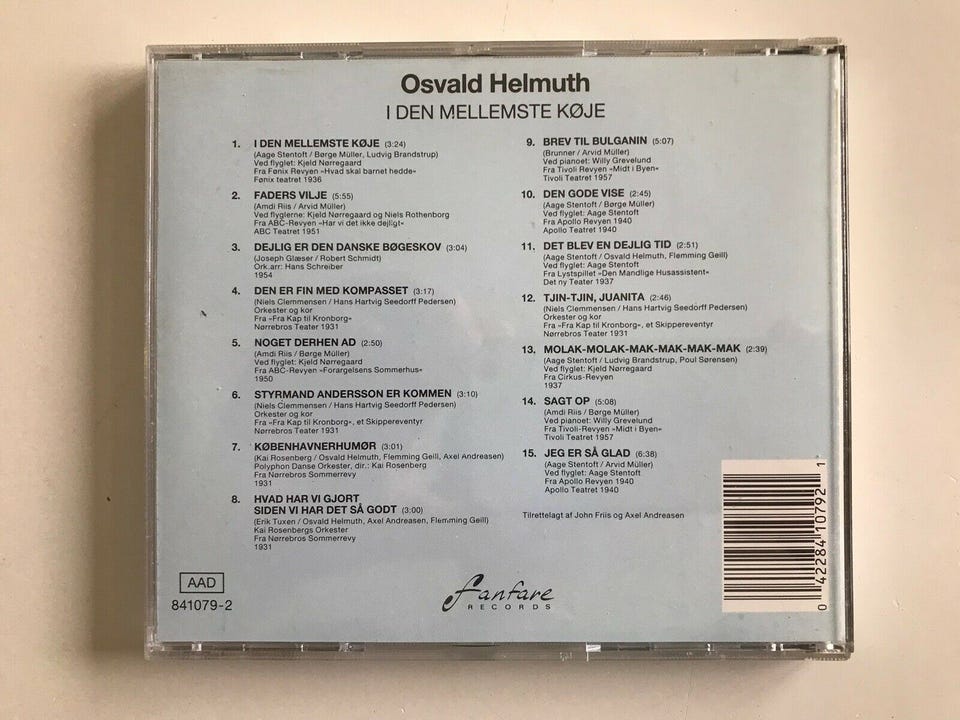 Osvald Helmuth
I DEN MELLEMSTE KØJE
1. I DEN MELLEMSTE KØJE (3:24)
(Aage Stentoft / Børge Müller, Ludvig Brandstrup)
Ved flyglet: Kjeld Nørregaard
Fra Fønix Revyen »Hvad skal barnet hedde«
Fønix teatret 1936
2. FADERS VILJE (5:55)
(Amdi Riis / Arvid Müller)
Ved flyglerne: Kjeld Nørregaard og Niels Rothenborg
Fra ABC-Revyen »Har vi det ikke dejligt«
ABC Teatret 1951
3. DEJLIG ER DEN DANSKE BØGESKOV (3:04)
(Joseph Glæser / Robert Schmidt)
Ork.arr: Hans Schreiber
1954
4. DEN ER FIN MED KOMPASSET (3:17)
(Niels Clemmensen / Hans Hartvig Seedorff Pedersen)
Orkester og kor
Fra »Fra Kap til Kronborg«
Nørrebros Teater 1931
5. NOGET DERHEN AD (2:50)
(Amdi Riis / Børge Müller)
Ved flyglet: Kjeld Nørregaard
Fra ABC-Revyen »Forargelsens Sommerhus«
1950
6. STYRMAND ANDERSSON ER KOMMEN (3:10)
(Niels Clemmensen / Hans Hartvig Seedorff Pedersen)
Orkester og kor
Fra »Fra Kap til Kronborg«, et Skippereventyr
Nørrebros Teater 1931
7. KØBENHAVNERHUMØR (3:01)
(Kai Rosenberg / Osvald Helmuth, Flemming Geill, Axel Andreasen)
Polyphon Danse Orkester, dir.: Kai Rosenberg
Fra Nørrebros Sommerrevy
1931
8. HVAD HAR VI GJORT
SIDEN VI HAR DET SÅ GODT (3:00)
(Erik Tuxen / Osvald Helmuth, Axel Andreasen, Flemming Geill)
Kai Rosenbergs Orkester
Fra Nørrebros Sommerrevy
1931
9. BREV TIL BULGANIN (5:07)
(Brunner / Arvid Müller)
Ved pianoet: Willy Grevelund
Fra Tivoli Revyen »Midt i Byen«
Tivoli Teatret 1957
10. DEN GODE VISE (2:45)
(Aage Stentoft / Børge Müller)
Ved flyglet: Aage Stentoft
Fra Apollo Revyen 1940
Apollo Teatret 1940
11. DET BLEV EN DEJLIG TID (2:51)
(Aage Stentoft / Osvald Helmuth, Flemming Geill)
Ved flyglet: Aage Stentoft
Fra Lystspillet »Den Mandlige Husassistent«
Det ny Teater 1937
12. TJIN-TJIN, JUANITA (2:46)
(Niels Clemmensen / Hans Hartvig Seedorff Pedersen)
Orkester og kor
Fra »Fra Kap til Kronborg«, et Skippereventyr
Nørrebros Teater 1931
13. MOLAK-MOLAK-MAK-MAK-MAK-MAK (2:39)
(Aage Stentoft / Ludvig Brandstrup, Poul Sørensen)
Ved flyglet: Kjeld Nørregaard
Fra Cirkus-Revyen
1937
14. SAGT OP (5:08)
(Amdi Riis / Børge Müller)
Ved pianoet: Willy Grevelund
Fra Tivoli-Revyen »Midt i Byen«
Tivoli Teatret 1957
15. JEG ER SÅ GLAD (6:38)
(Aage Stentoft / Arvid Müller)
Ved flyglet: Aage Stentoft
Fra Apollo Revyen 1940
Apollo Teatret 1940
Tilrettelagt af John Friis og Axel Andreasen
AAD
841079-2
Fanfare
RECORDS
0 42284 10792 1